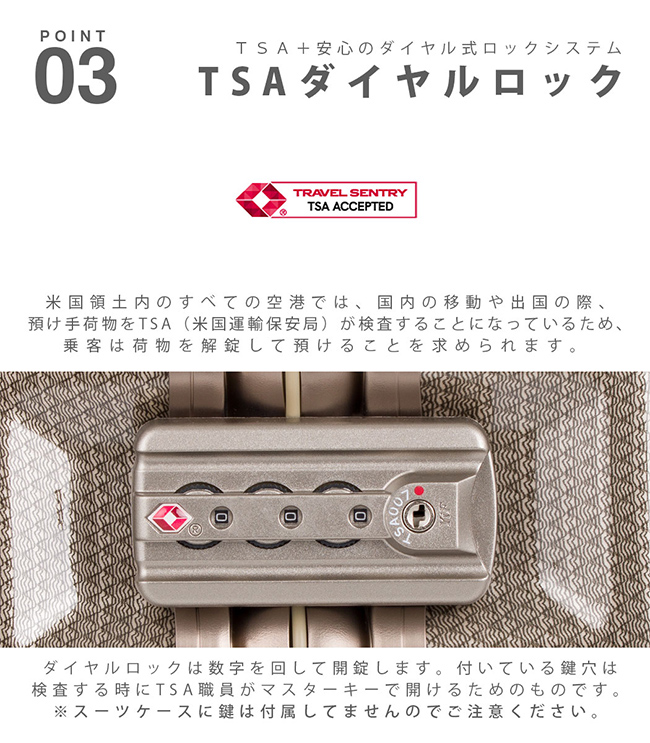 POINT
03
TSA+安心のダイヤル式ロックシステム
TSAダイヤルロック
TRAVEL SENTRY
TSA ACCEPTED
米国領土内のすべての空港では、国内の移動や出国の際、
預け手荷物をTSA（米国運輸保安局）が検査することになっているため、
乗客は荷物を解錠して預けることを求められます。
0 0 0
TSA007
ダイヤルロックは数字を回して開錠します。付いている鍵穴は
検査する時にTSA職員がマスターキーで開けるためのものです。
※スーツケースに鍵は付属してませんのでご注意ください。